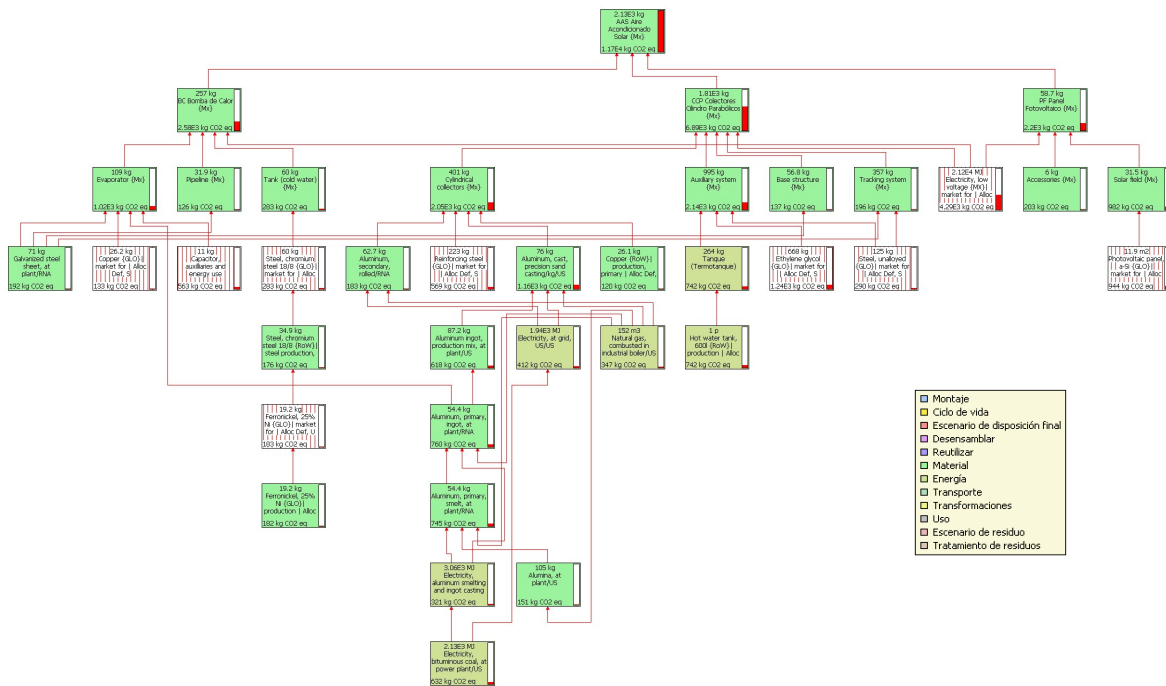 2.13E3 kg
AAS Aire
Acondicionado
Solar {Mx}
1.17E4 kg CO2 eq
257 kg
BC Bomba de Calor
{Mx}
2.58E3 kg CO2 eq
1.81E3 kg
CCP Colectores
Cilindro Parabólicos
{Mx}
6.89E3 kg CO2 eq
58.7 kg
PF Panel
Fotovoltaico {Mx}
2.2E3 kg CO2 eq
109 kg
Evaporator {Mx}
1.02E3 kg CO2 eq
31.9 kg
Pipeline {Mx}
126 kg CO2 eq
60 kg
Tank (cold water)
{Mx}
283 kg CO2 eq
401 kg
Cylindrical
collectors {Mx}
2.05E3 kg CO2 eq
995 kg
Auxiliary system
{Mx}
2.14E3 kg CO2 eq
56.8 kg
Base structure {Mx}
137 kg CO2 eq
357 kg
Tracking system
{Mx}
196 kg CO2 eq
2.12E4 MJ
Electricity, low
voltage {MX}|
market for | Alloc
4.29E3 kg CO2 eq
6 kg
Accessories {Mx}
203 kg CO2 eq
31.5 kg
Solar field {Mx}
982 kg CO2 eq
71 kg
Galvanized steel
sheet, at
plant/RNA
192 kg CO2 eq
26.2 kg
Copper {GLO}|
market for | Alloc
Def, S
133 kg CO2 eq
11 kg
Capacitor,
auxiliaries and
energy use
563 kg CO2 eq
60 kg
Steel, chromium
steel 18/8 {GLO}|
market for | Alloc
283 kg CO2 eq
62.7 kg
Aluminum,
secondary,
rolled/RNA
183 kg CO2 eq
223 kg
Reinforcing steel
{GLO}| market for
| Alloc Def, S
569 kg CO2 eq
76 kg
Aluminum, cast,
precision sand
casting/kg/US
1.16E3 kg CO2 eq
26.1 kg
Copper {RoW}|
production,
primary | Alloc Def,
120 kg CO2 eq
264 kg
Tanque
(Termotanque)
742 kg CO2 eq
668 kg
Ethylene glycol
{GLO}| market for
| Alloc Def, S
1.24E3 kg CO2 eq
125 kg
Steel, unalloyed
{GLO}| market for
| Alloc Def, S
290 kg CO2 eq
11.9 m2
Photovoltaic panel,
a-Si {GLO}|
market for | Alloc
944 kg CO2 eq
34.9 kg
Steel, chromium
steel 18/8 {RoW}|
steel production,
176 kg CO2 eq
87.2 kg
Aluminum ingot,
production mix, at
plant/US
618 kg CO2 eq
1.94E3 MJ
Electricity, at grid,
US/US
412 kg CO2 eq
152 m3
Natural gas,
combusted in
industrial boiler/US
347 kg CO2 eq
1 p
Hot water tank,
600l {RoW}|
production | Alloc
742 kg CO2 eq
19.2 kg
Ferronickel, 25%
Ni {GLO}| market
for | Alloc Def, U
183 kg CO2 eq
54.4 kg
Aluminum, primary,
ingot, at plant/RNA
760 kg CO2 eq
19.2 kg
Ferronickel, 25%
Ni {GLO}|
production | Alloc
182 kg CO2 eq
54.4 kg
Aluminum, primary,
smelt, at
plant/RNA
745 kg CO2 eq
3.06E3 MJ
Electricity,
aluminum smelting
and ingot casting
321 kg CO2 eq
105 kg
Alumina, at
plant/US
151 kg CO2 eq
2.13E3 MJ
Electricity,
bituminous coal, at
power plant/US
632 kg CO2 eq
Montaje
Ciclo de vida
Escenario de disposición final
Desensamblar
Reutilizar
Material
Energía
Transporte
Transformaciones
Uso
Escenario de residuo
Tratamiento de residuos